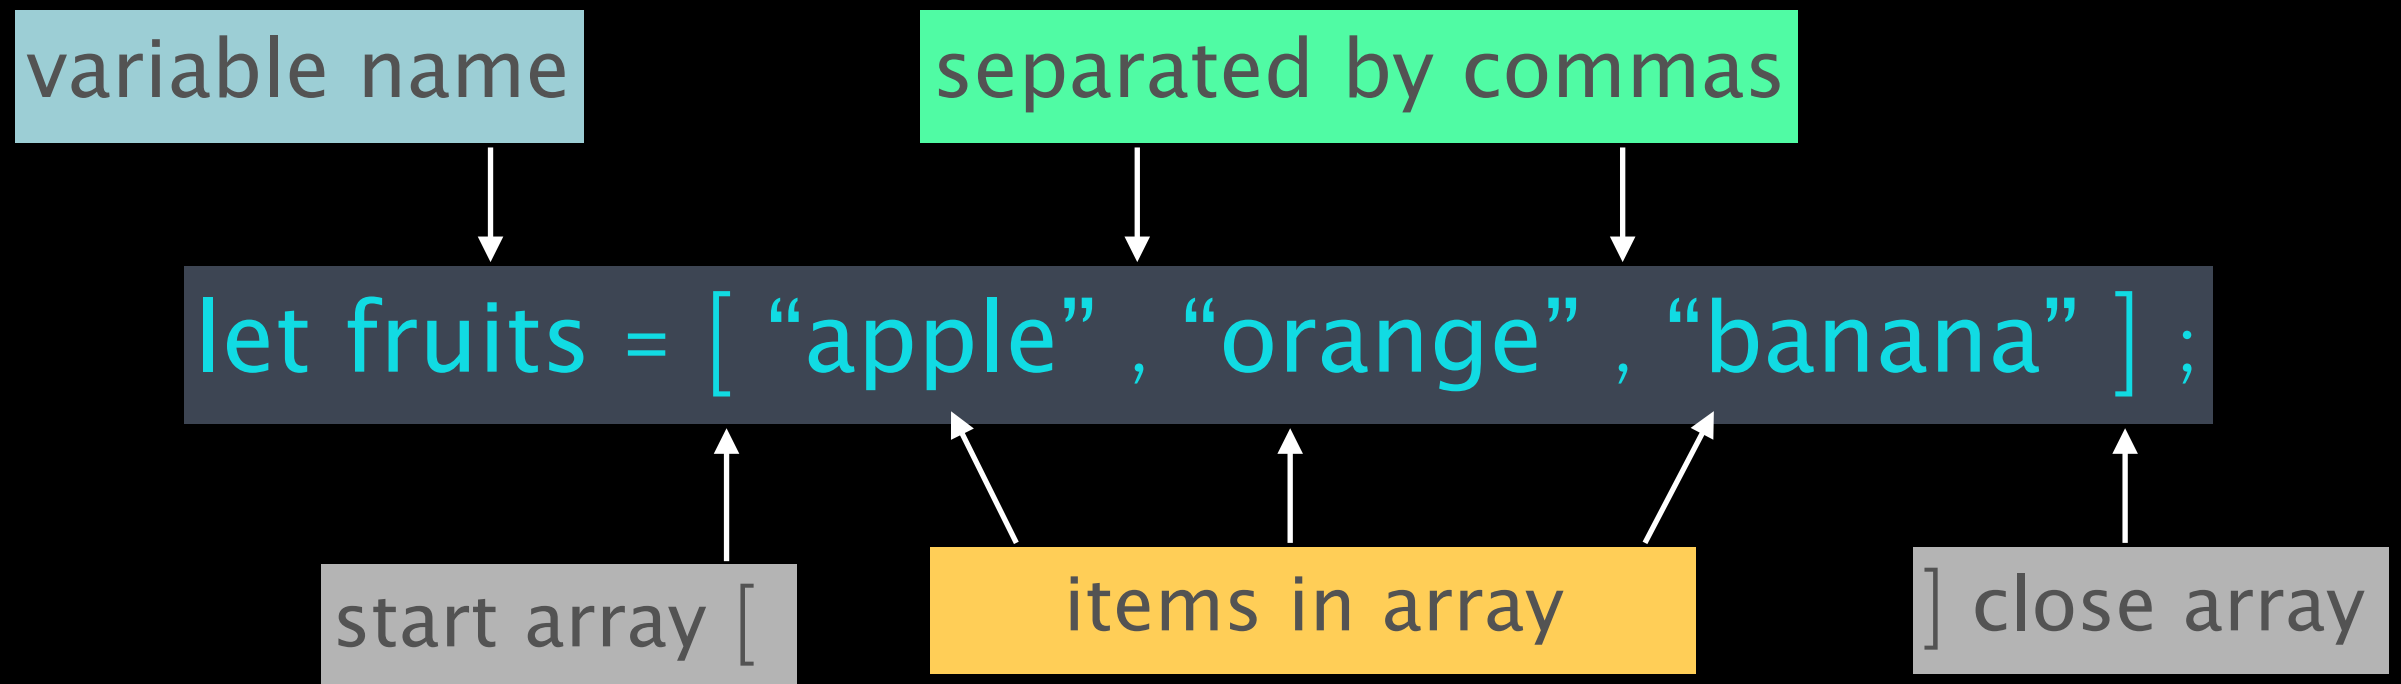 variable name
separated by commas
let fruits = [ “apple” , “orange” , “banana” ] ;
start array [
items in array
] close array